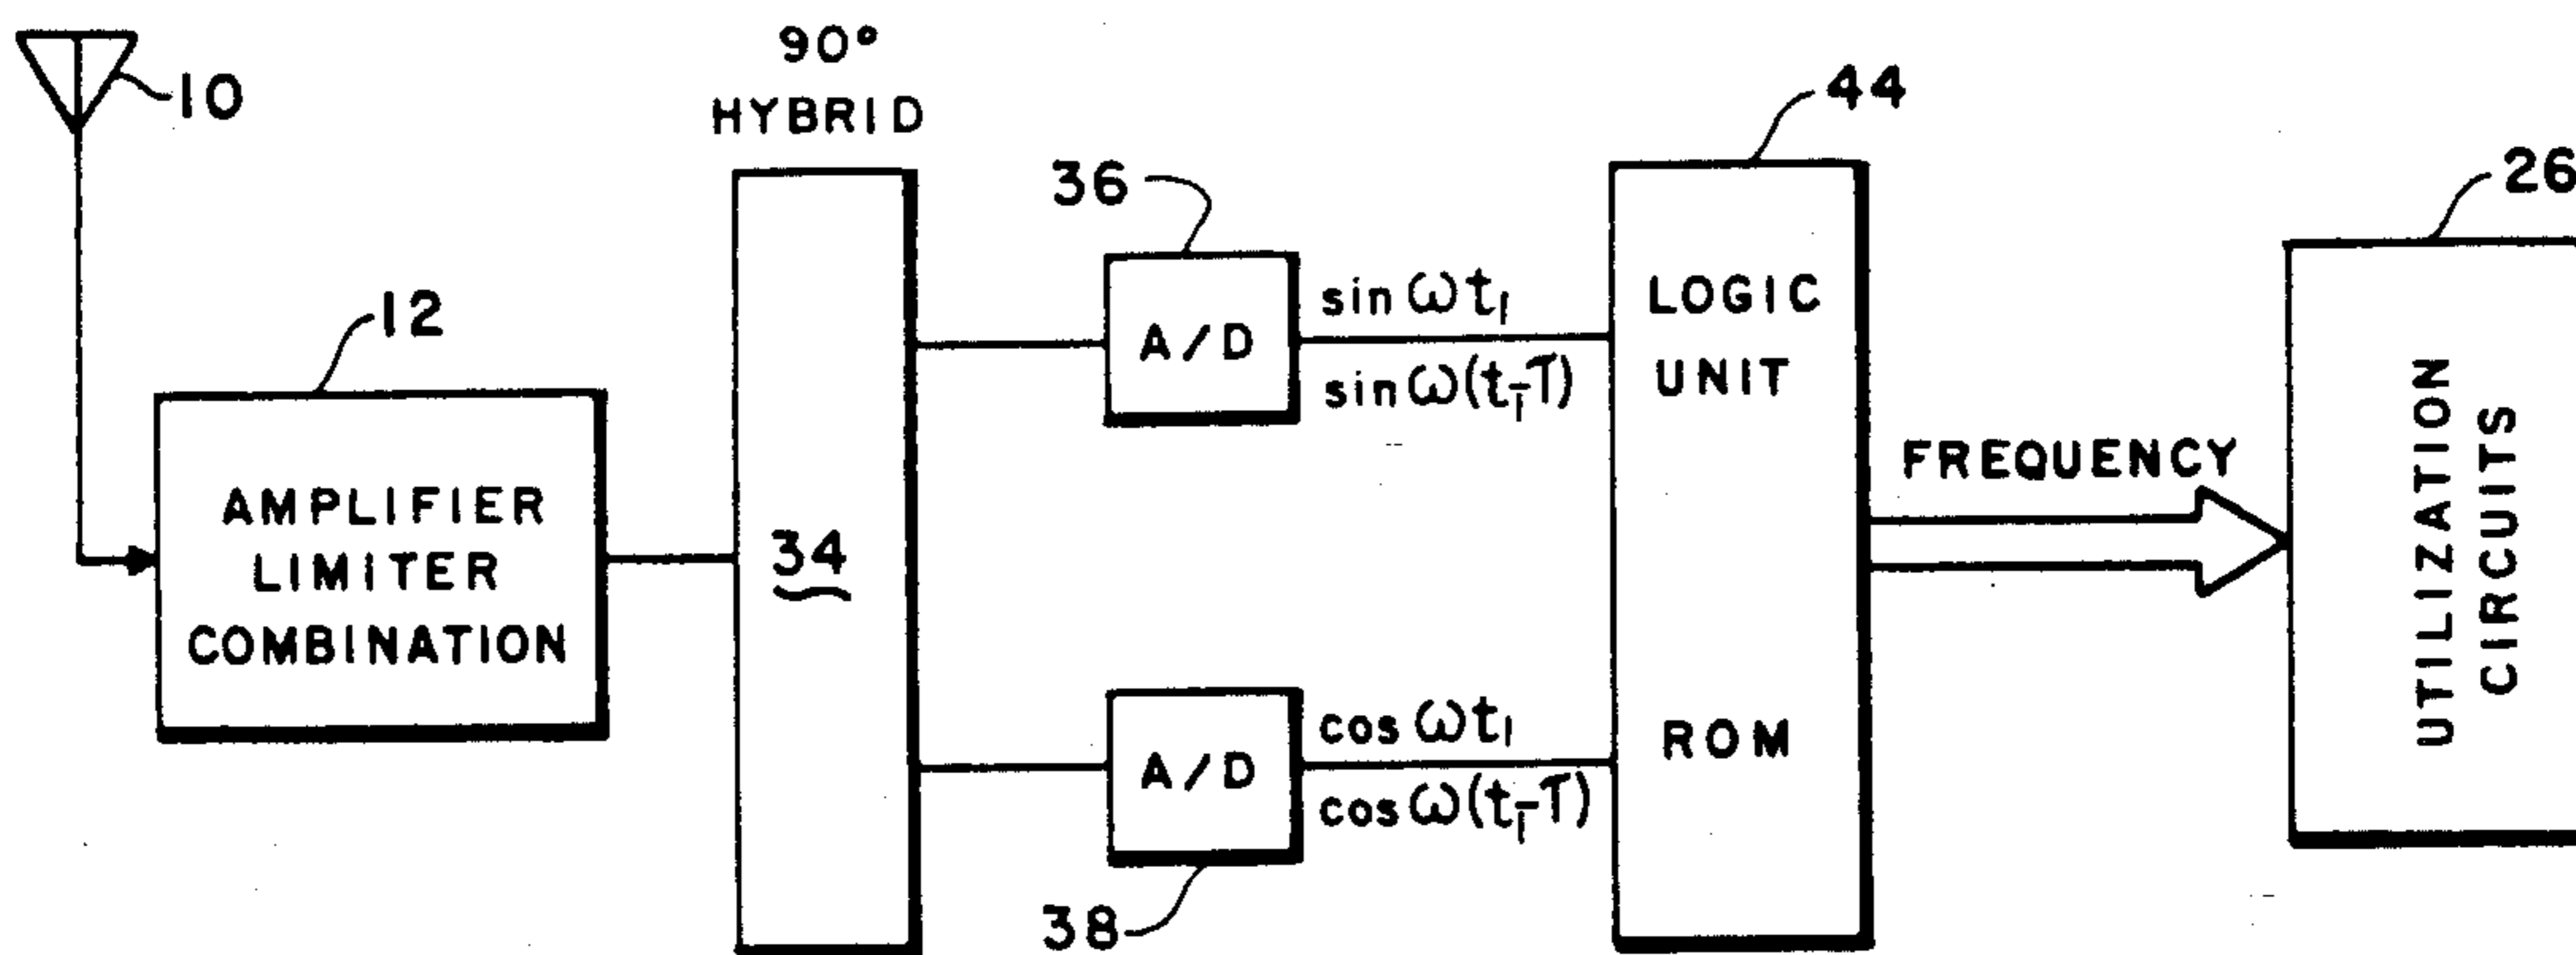 10
90°
HYBRID
12
AMPLIFIER
LIMITER
COMBINATION
34
36
A/D
sin ωt₁
sin ω(t₁-T)
38
A/D
cos ωt₁
cos ω(t₁-T)
44
LOGIC
UNIT
ROM
FREQUENCY
26
UTILIZATION
CIRCUITS